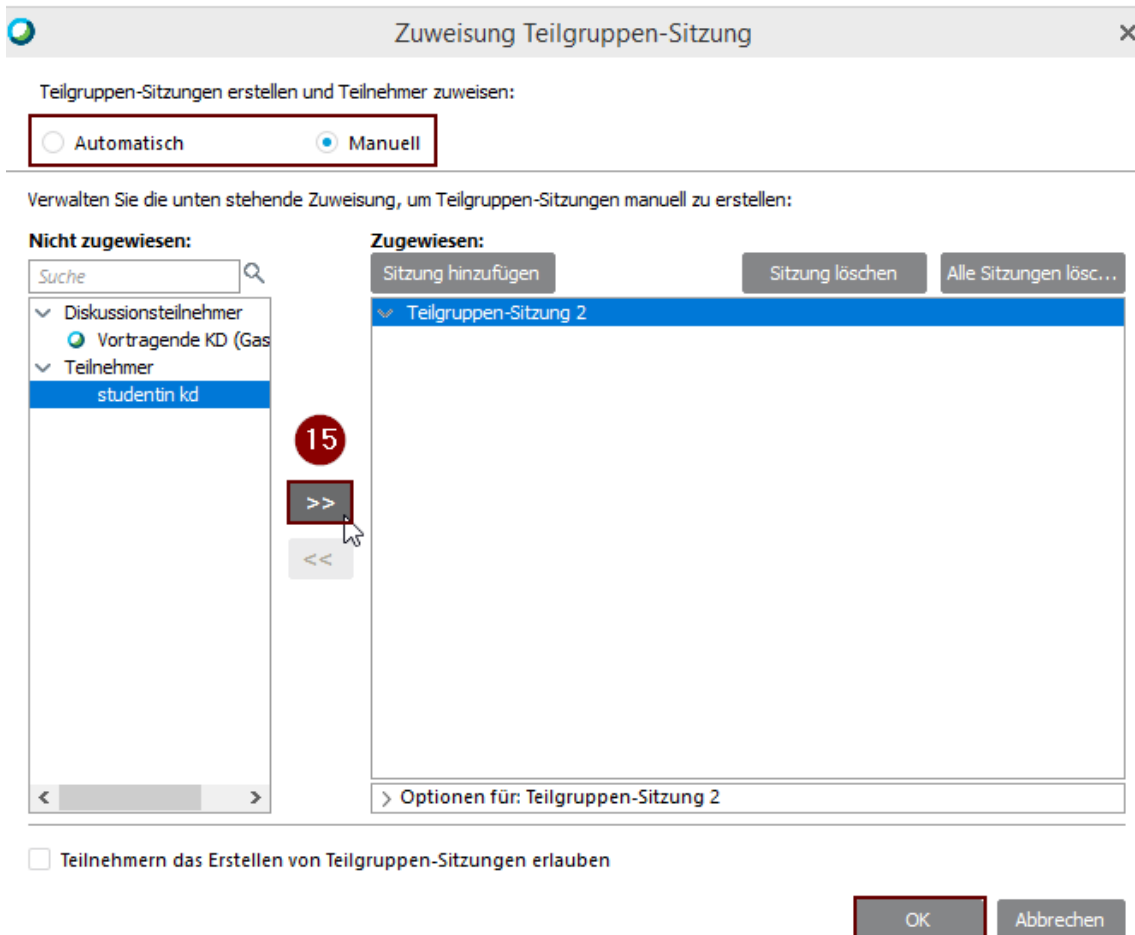 Zuweisung Teilgruppen-Sitzung
Teilgruppen-Sitzungen erstellen und Teilnehmer zuweisen:
Automatisch Manuell
Verwalten Sie die unten stehende Zuweisung, um Teilgruppen-Sitzungen manuell zu erstellen:
Nicht zugewiesen: Zugewiesen:
Suche Sitzung hinzufügen Sitzung löschen Alle Sitzungen lösc...
Diskussionsteilnehmer
Vortragende KD (Gas
Teilnehmer
studentin kd
Teilgruppen-Sitzung 2
15
>>
<<
Optionen für: Teilgruppen-Sitzung 2
Teilnehmern das Erstellen von Teilgruppen-Sitzungen erlauben
OK Abbrechen